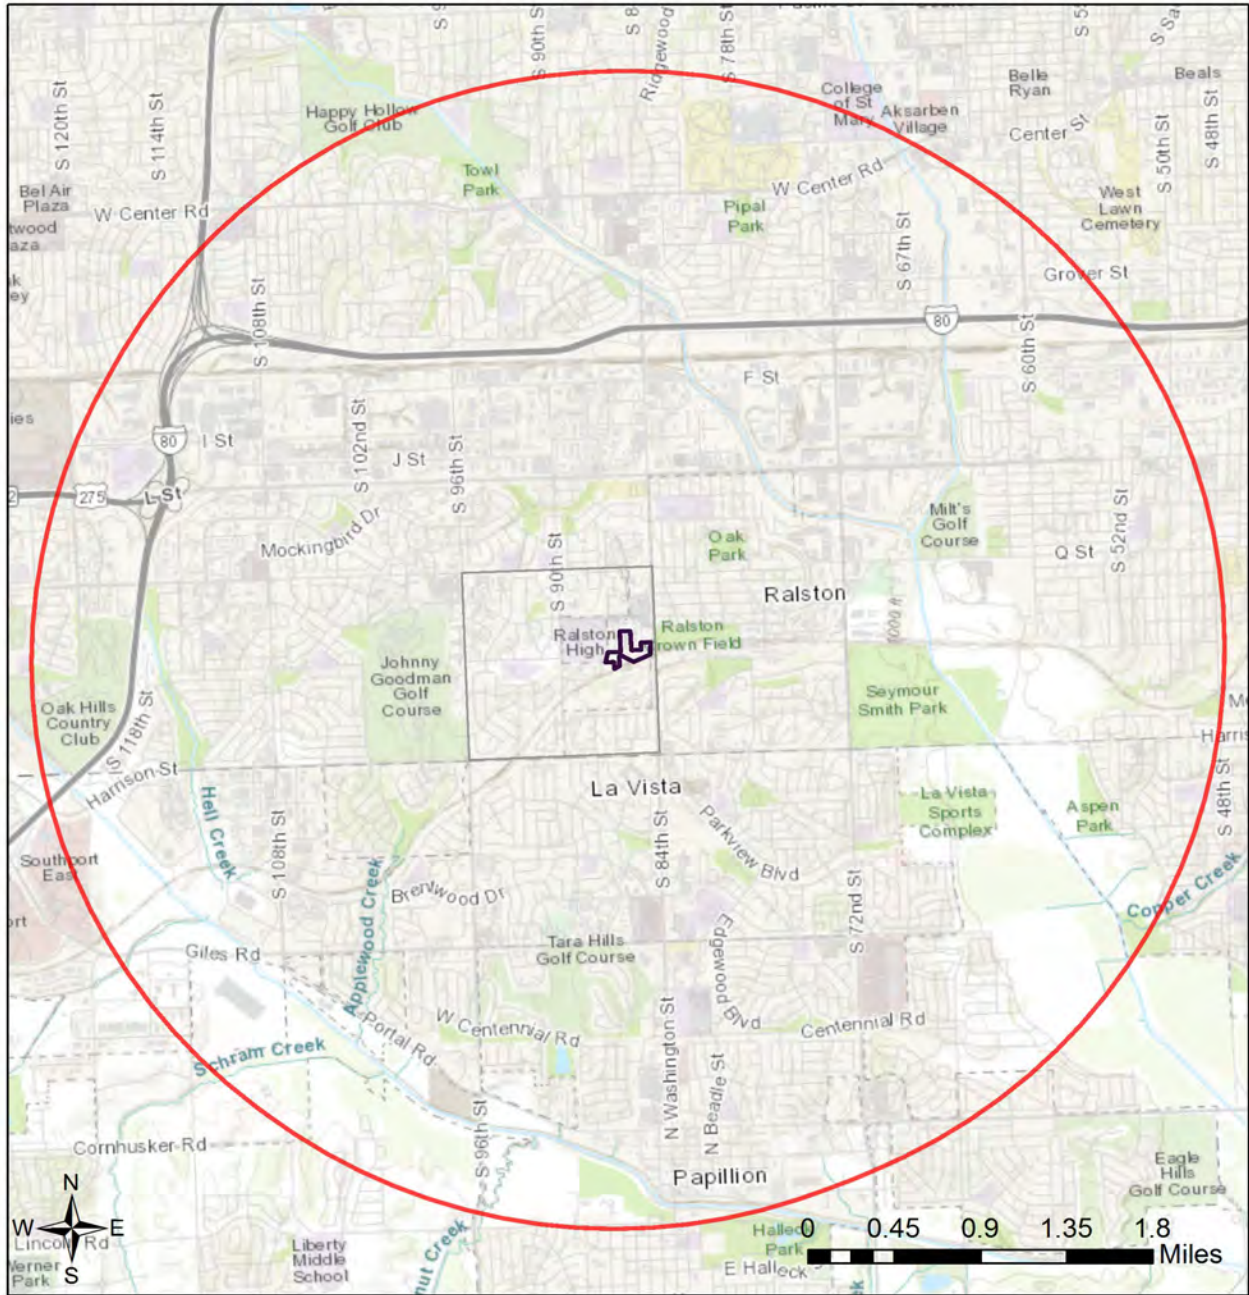 S 90th St
Ridgewood
S 78th St
S 120th St
S 114th St
Happy Hollow
Golf Club
College
of St
Mary
Aksarben
Village
Belle
Ryan
Beals
Center St
S 50th St
S 48th St
Towl
Park
W Center Rd
Bel Air
Plaza
W Center Rd
Pipal
Park
West
Lawn
Cemetery
S 67th St
Grover St
S 108th St
80
S 60th St
F St
80
I St
S 102nd St
J St
S 96th St
275
L St
Mockingbird Dr
Milt's
Golf
Course
Oak
Park
Q St
S 52nd St
S 90th St
Ralston
1000 ft
Ralston
High
Ralston
rown Field
Johnny
Goodman
Golf
Course
Oak Hills
Country
Club
S 118th St
Seymour
Smith Park
Harris
Harrison St
La Vista
Hell Creek
La Vista
Sports
Complex
Aspen
Park
S 48th St
S 108th St
S 84th St
Parkview Blvd
Southport
East
Applewood Creek
Brentwood Dr
S 72nd St
Copper Creek
Edgewood Blvd
Tara Hills
Golf Course
Giles Rd
Portal Rd
W Centennial Rd
Centennial Rd
Schram Creek
N Washington St
N Beadle St
S 96th St
Cornhusker Rd
Papillion
Eagle
Hills
Golf Course
N
W E
S
Lincoln Rd
Werner
Park
Liberty
Middle
School
Halleck
Park
E Halleck
0 0.45 0.9 1.35 1.8
Miles